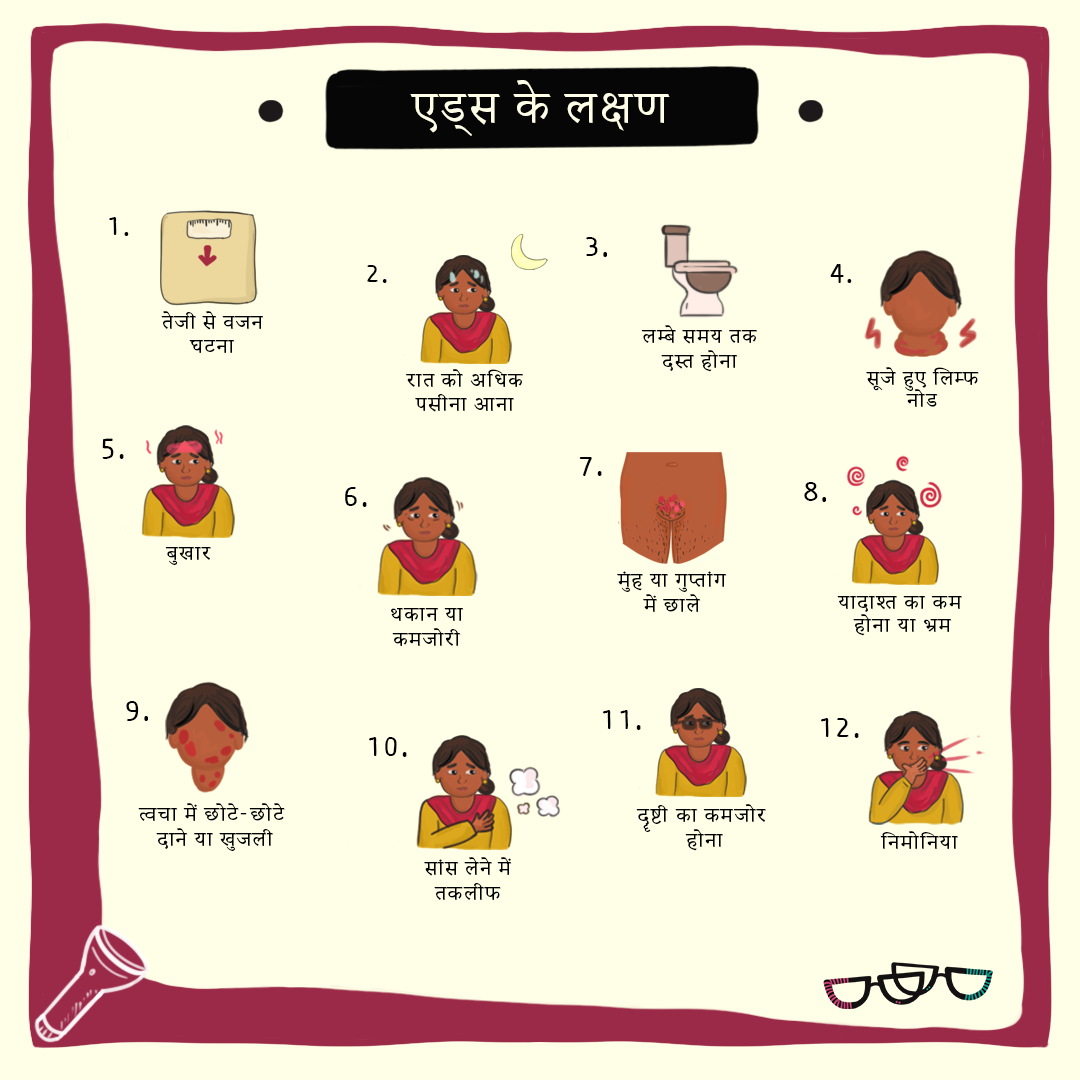 एड्स के लक्षण
1.
तेजी से वजन
घटना
2.
रात को अधिक
पसीना आना
3.
लम्बे समय तक
दस्त होना
4.
सूजे हुए लिम्फ
नोड
5.
बुखार
6.
थकान या
कमजोरी
7.
मुंह या गुप्तांग
में छाले
8.
यादाश्त का कम
होना या भ्रम
9.
त्वचा में छोटे-छोटे
दाने या खुजली
10.
सांस लेने में
तकलीफ
11.
दृष्टी का कमजोर
होना
12.
निमोनिया